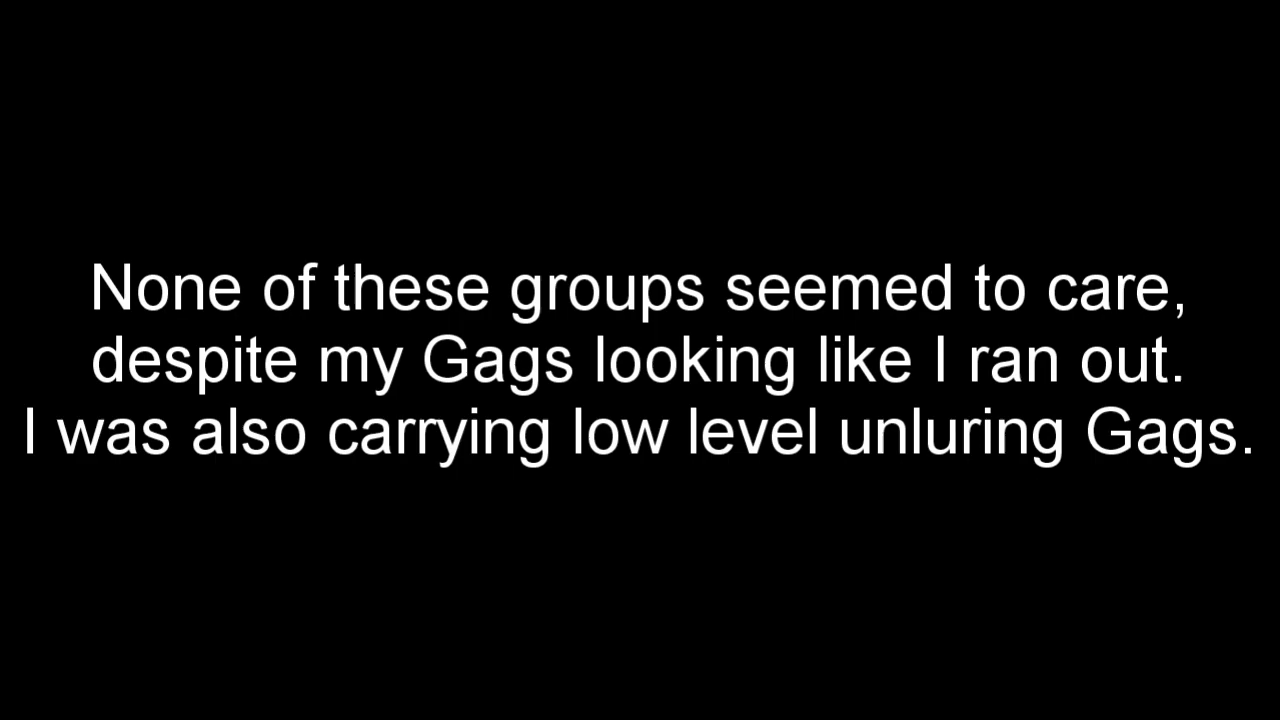 None of these groups seemed to care,
despite my Gags looking like I ran out.
I was also carrying low level unluring Gags.